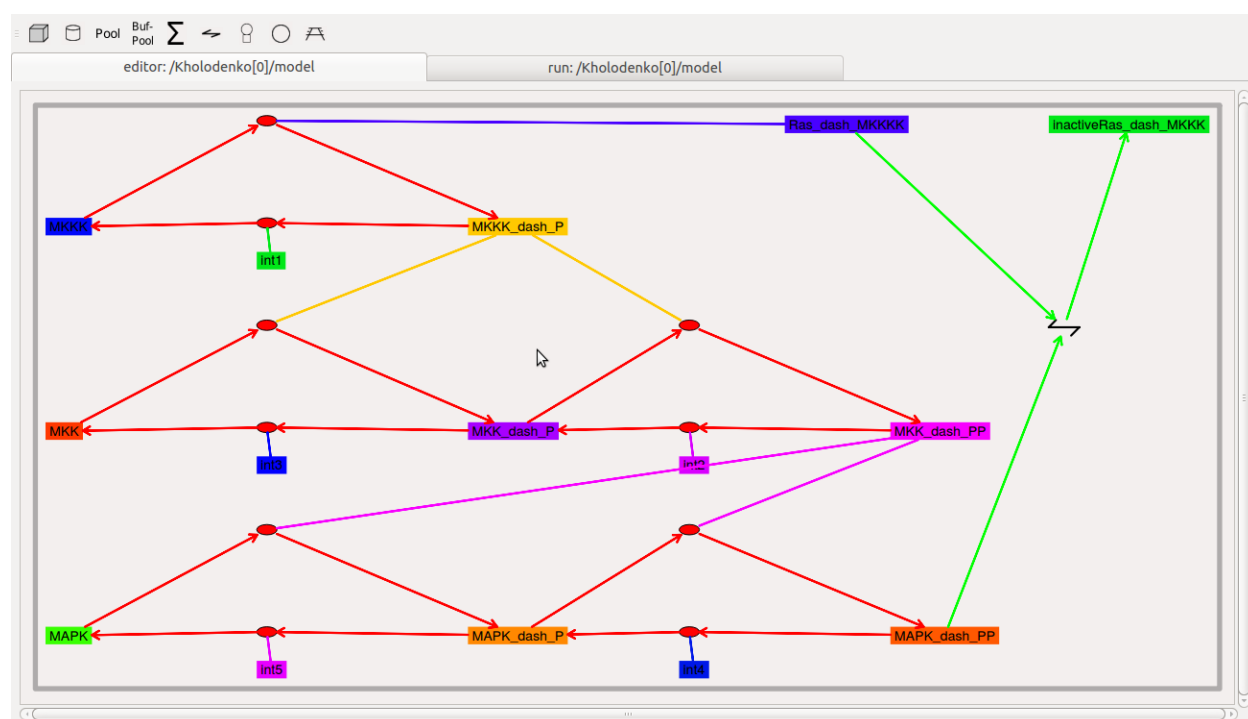 Pool
Buf-
Pool
Σ
editor: /Kholodenko[0]/model
run: /Kholodenko[0]/model
Ras_dash_MKKKK
inactiveRas_dash_MKKK
MKKK
MKKK_dash_P
int1
MKK
MKK_dash_P
MKK_dash_PP
int3
int2
MAPK
MAPK_dash_P
MAPK_dash_PP
int5
int4